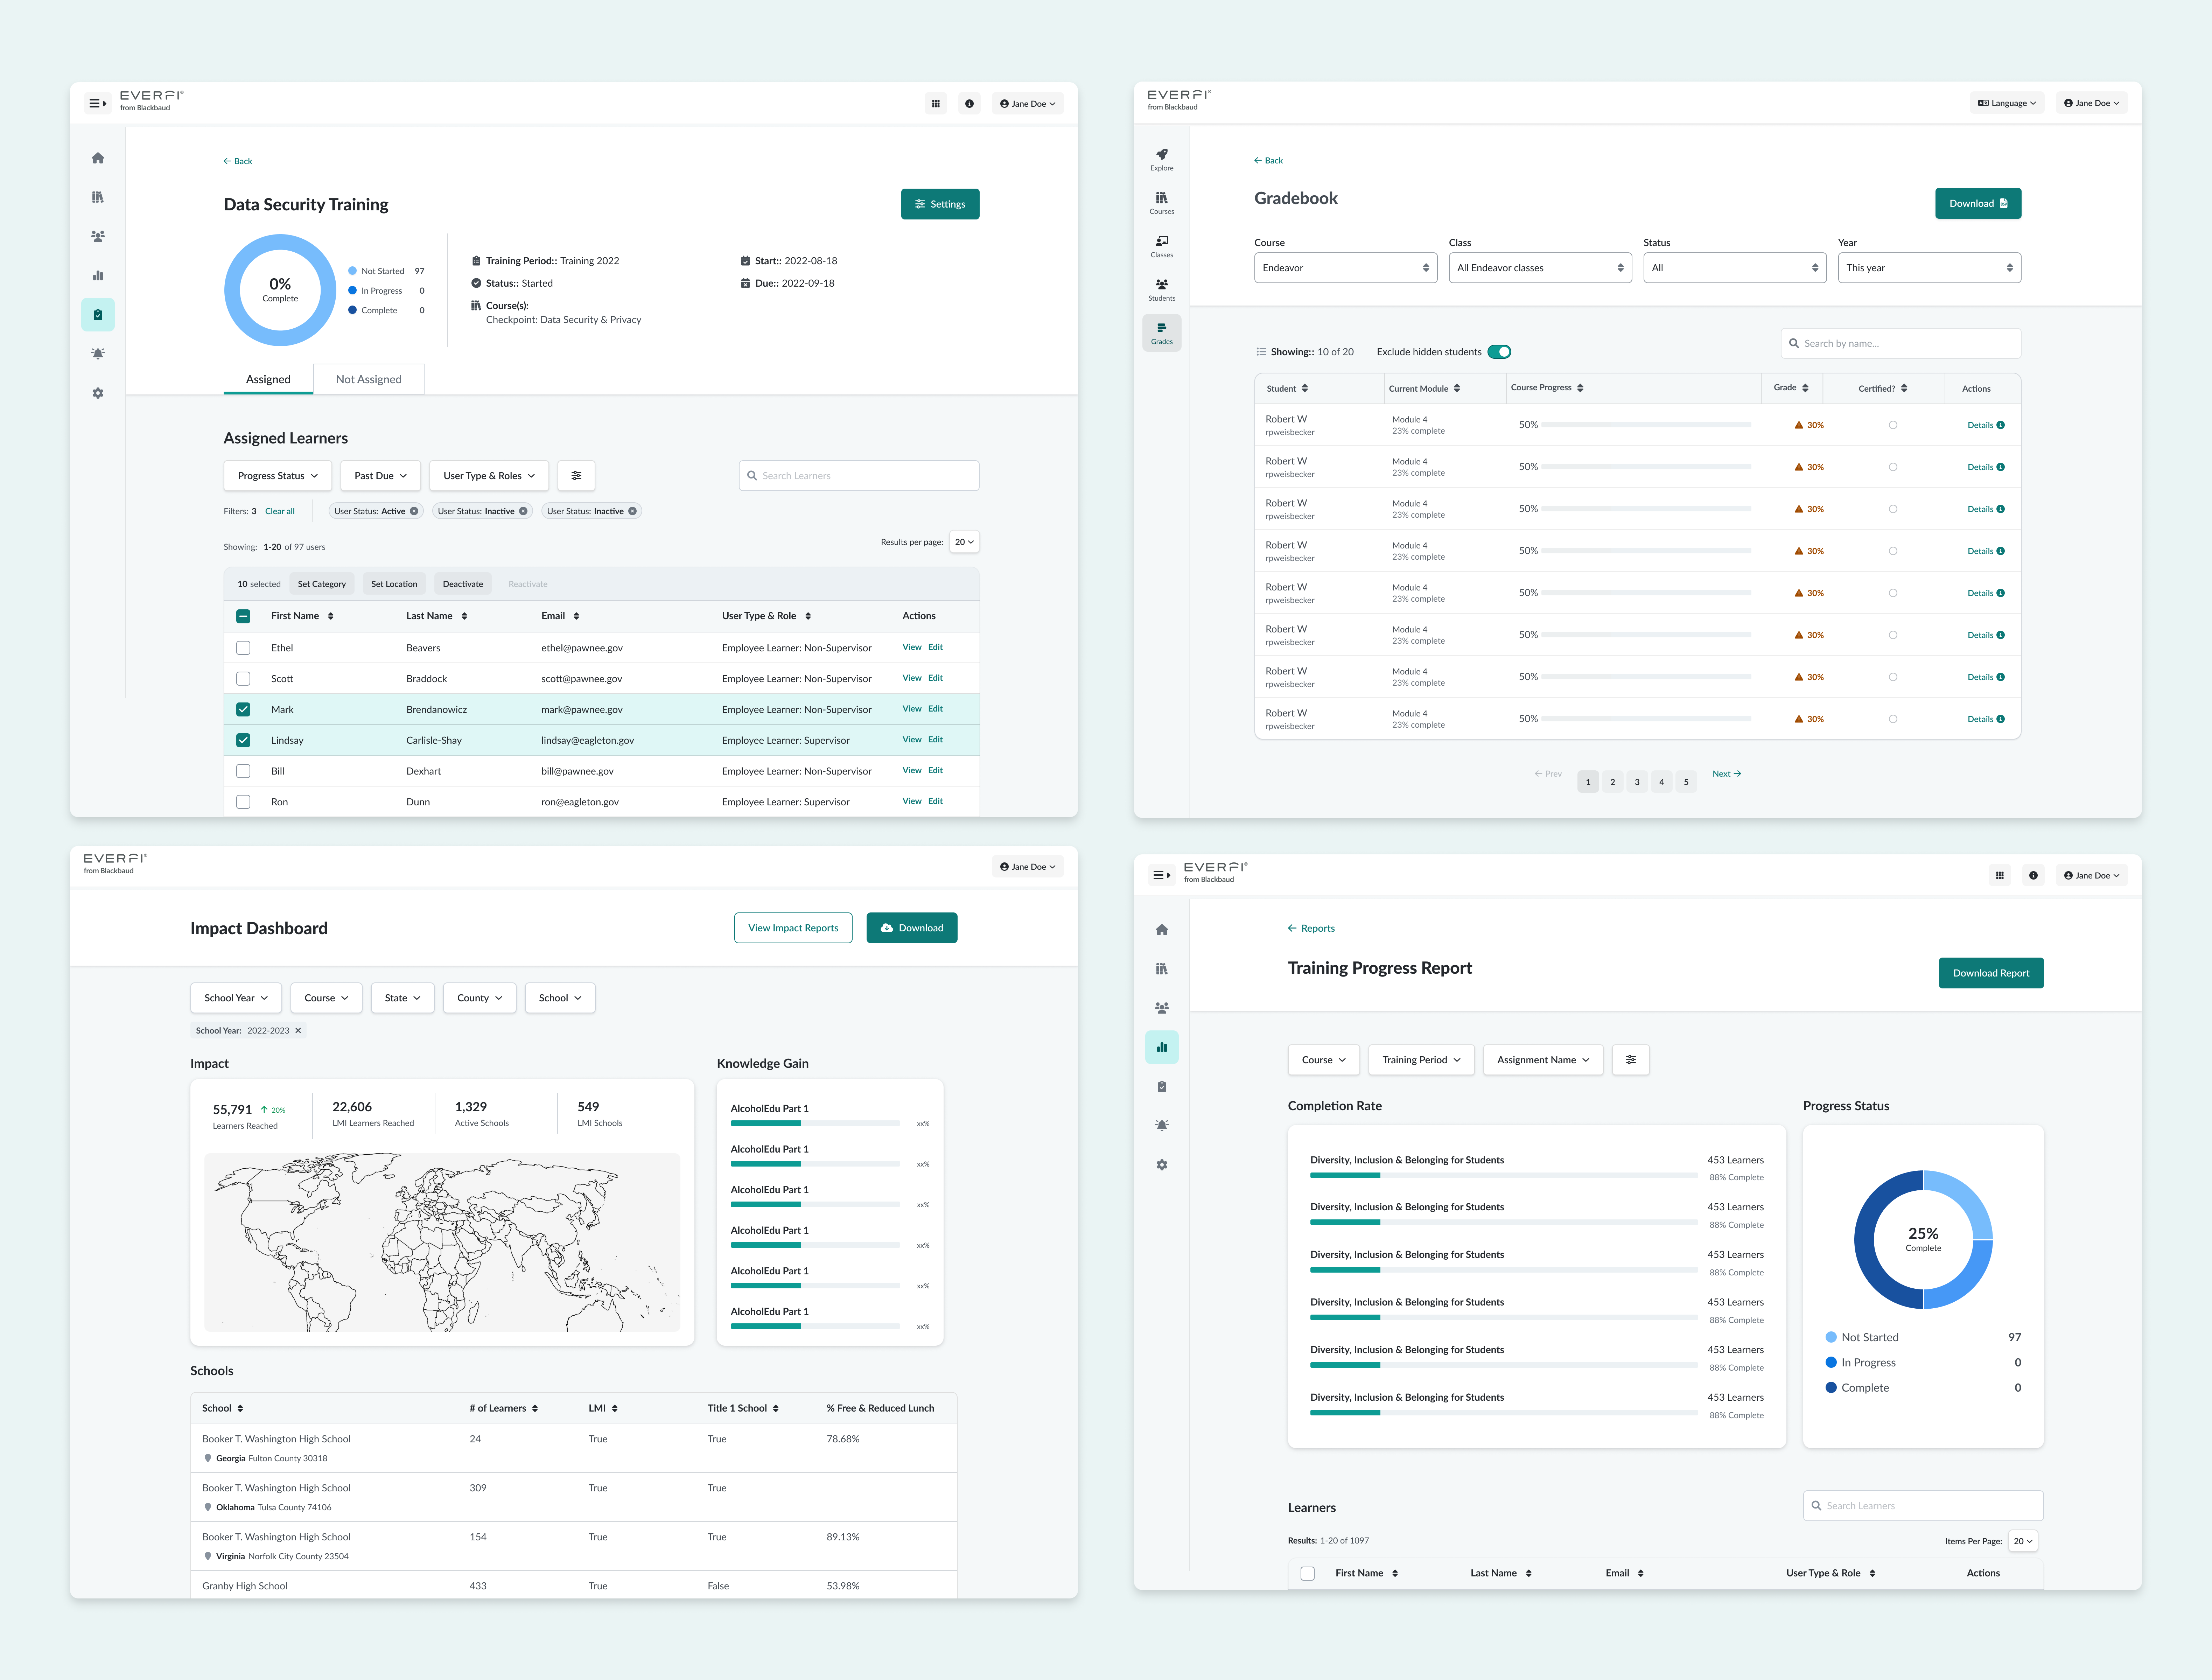 EVERFI®
from Blackbaud
Jane Doe
← Back
Data Security Training
Settings
0%
Complete
Not Started 97
In Progress 0
Complete 0
Training Period:: Training 2022
Status:: Started
Course(s):
Checkpoint: Data Security & Privacy
Start:: 2022-08-18
Due:: 2022-09-18
Assigned Not Assigned
Assigned Learners
Progress Status Past Due User Type & Roles Search Learners
Filters: 3 Clear all User Status: Active User Status: Inactive User Status: Inactive
Showing: 1-20 of 97 users Results per page: 20
10 selected Set Category Set Location Deactivate Reactivate
First Name Last Name Email User Type & Role Actions
Ethel Beavers ethel@pawnee.gov Employee Learner: Non-Supervisor View Edit
Scott Braddock scott@pawnee.gov Employee Learner: Non-Supervisor View Edit
Mark Brendanowicz mark@pawnee.gov Employee Learner: Non-Supervisor View Edit
Lindsay Carlisle-Shay lindsay@eagleton.gov Employee Learner: Supervisor View Edit
Bill Dexhart bill@pawnee.gov Employee Learner: Non-Supervisor View Edit
Ron Dunn ron@eagleton.gov Employee Learner: Supervisor View Edit
EVERFI®
from Blackbaud
Language Jane Doe
Explore
Courses
Classes
Students
Grades
← Back
Gradebook
Download
Course Class Status Year
Endeavor All Endeavor classes All This year
Showing:: 10 of 20 Exclude hidden students Search by name...
Student Current Module Course Progress Grade Certified? Actions
Robert W Module 4 50% 30% Details
rpweisbecker 23% complete
Robert W Module 4 50% 30% Details
rpweisbecker 23% complete
Robert W Module 4 50% 30% Details
rpweisbecker 23% complete
Robert W Module 4 50% 30% Details
rpweisbecker 23% complete
Robert W Module 4 50% 30% Details
rpweisbecker 23% complete
Robert W Module 4 50% 30% Details
rpweisbecker 23% complete
Robert W Module 4 50% 30% Details
rpweisbecker 23% complete
Robert W Module 4 50% 30% Details
rpweisbecker 23% complete
← Prev 1 2 3 4 5 Next →
EVERFI®
from Blackbaud
Jane Doe
Impact Dashboard
View Impact Reports Download
School Year Course State County School
School Year: 2022-2023 ×
Impact
55,791 ↑ 20% 22,606 1,329 549
Learners Reached LMI Learners Reached Active Schools LMI Schools
Knowledge Gain
AlcoholEdu Part 1
xx%
AlcoholEdu Part 1
xx%
AlcoholEdu Part 1
xx%
AlcoholEdu Part 1
xx%
AlcoholEdu Part 1
xx%
AlcoholEdu Part 1
xx%
Schools
School # of Learners LMI Title 1 School % Free & Reduced Lunch
Booker T. Washington High School 24 True True 78.68%
Georgia Fulton County 30318
Booker T. Washington High School 309 True True
Oklahoma Tulsa County 74106
Booker T. Washington High School 154 True True 89.13%
Virginia Norfolk City County 23504
Granby High School 433 True False 53.98%
EVERFI®
from Blackbaud
Jane Doe
← Reports
Training Progress Report
Download Report
Course Training Period Assignment Name
Completion Rate
Diversity, Inclusion & Belonging for Students 453 Learners
88% Complete
Diversity, Inclusion & Belonging for Students 453 Learners
88% Complete
Diversity, Inclusion & Belonging for Students 453 Learners
88% Complete
Diversity, Inclusion & Belonging for Students 453 Learners
88% Complete
Diversity, Inclusion & Belonging for Students 453 Learners
88% Complete
Diversity, Inclusion & Belonging for Students 453 Learners
88% Complete
Progress Status
25%
Complete
Not Started 97
In Progress 0
Complete 0
Learners Search Learners
Results: 1-20 of 1097 Items Per Page: 20
First Name Last Name Email User Type & Role Actions